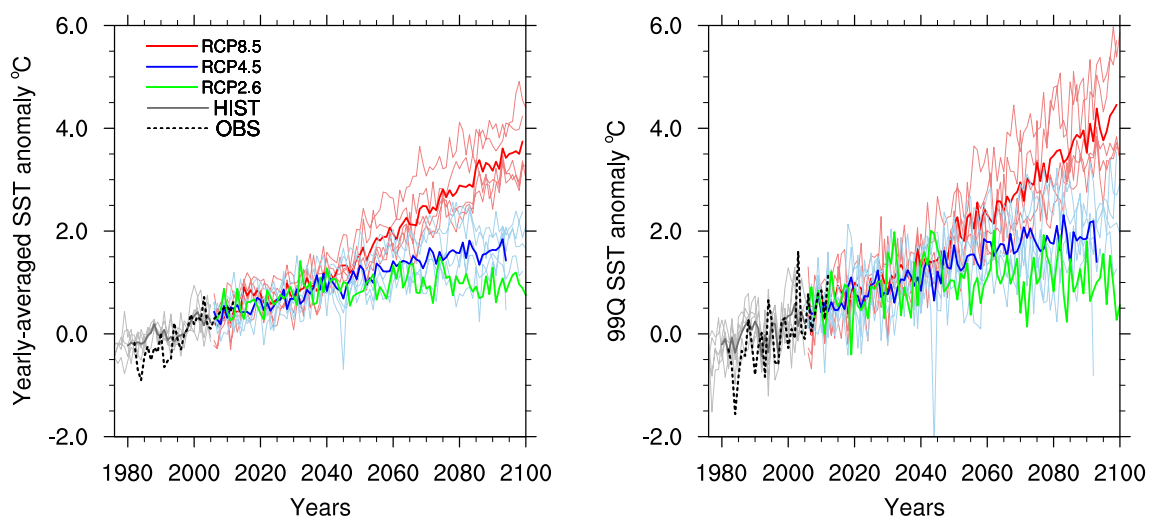 Yearly-averaged SST anomaly °C
6.0
4.0
2.0
0.0
-2.0
RCP8.5
RCP4.5
RCP2.6
HIST
OBS
1980 2000 2020 2040 2060 2080 2100
Years
99Q SST anomaly °C
6.0
4.0
2.0
0.0
-2.0
1980 2000 2020 2040 2060 2080 2100
Years